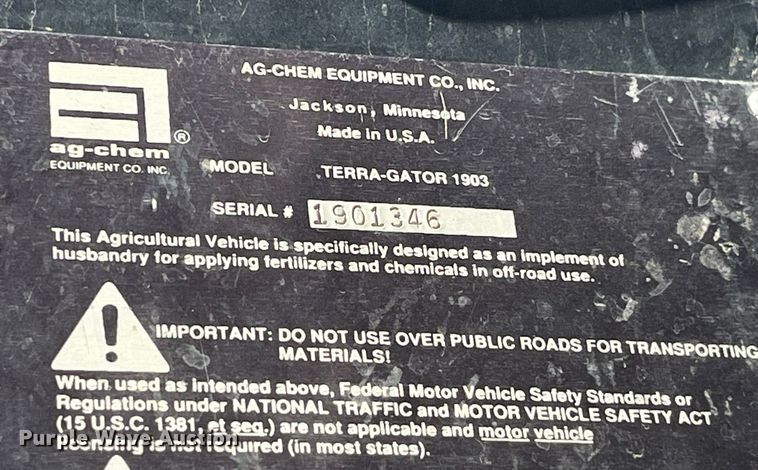 AG-CHEM EQUIPMENT CO., INC.
Jackson, Minnesota
Made in U.S.A.
ag-chem ®
EQUIPMENT CO. INC.
MODEL TERRA-GATOR 1903
SERIAL # 1901346
This Agricultural Vehicle is specifically designed as an implement of
husbandry for applying fertilizers and chemicals in off-road use.
IMPORTANT: DO NOT USE OVER PUBLIC ROADS FOR TRANSPORTING
MATERIALS!
When used as intended above, Federal Motor Vehicle Safety Standards or
Regulations under NATIONAL TRAFFIC and MOTOR VEHICLE SAFETY ACT
(15 U.S.C. 1381, et seq.) are not applicable and motor vehicle
licensing is not required (in most states).
Purple Wave Auction